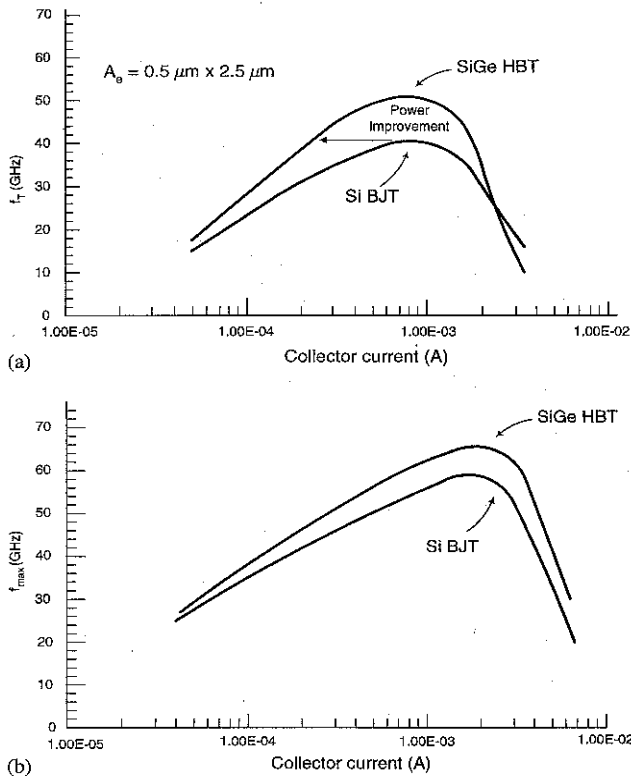 (a)
A_e = 0.5 μm x 2.5 μm
SiGe HBT
Power
Improvement
Si BJT
f_T (GHz)
70
60
50
40
30
20
10
0
1.00E-05
1.00E-04
1.00E-03
1.00E-02
Collector current (A)
(b)
SiGe HBT
Si BJT
f_max (GHz)
70
60
50
40
30
20
10
0
1.00E-05
1.00E-04
1.00E-03
1.00E-02
Collector current (A)